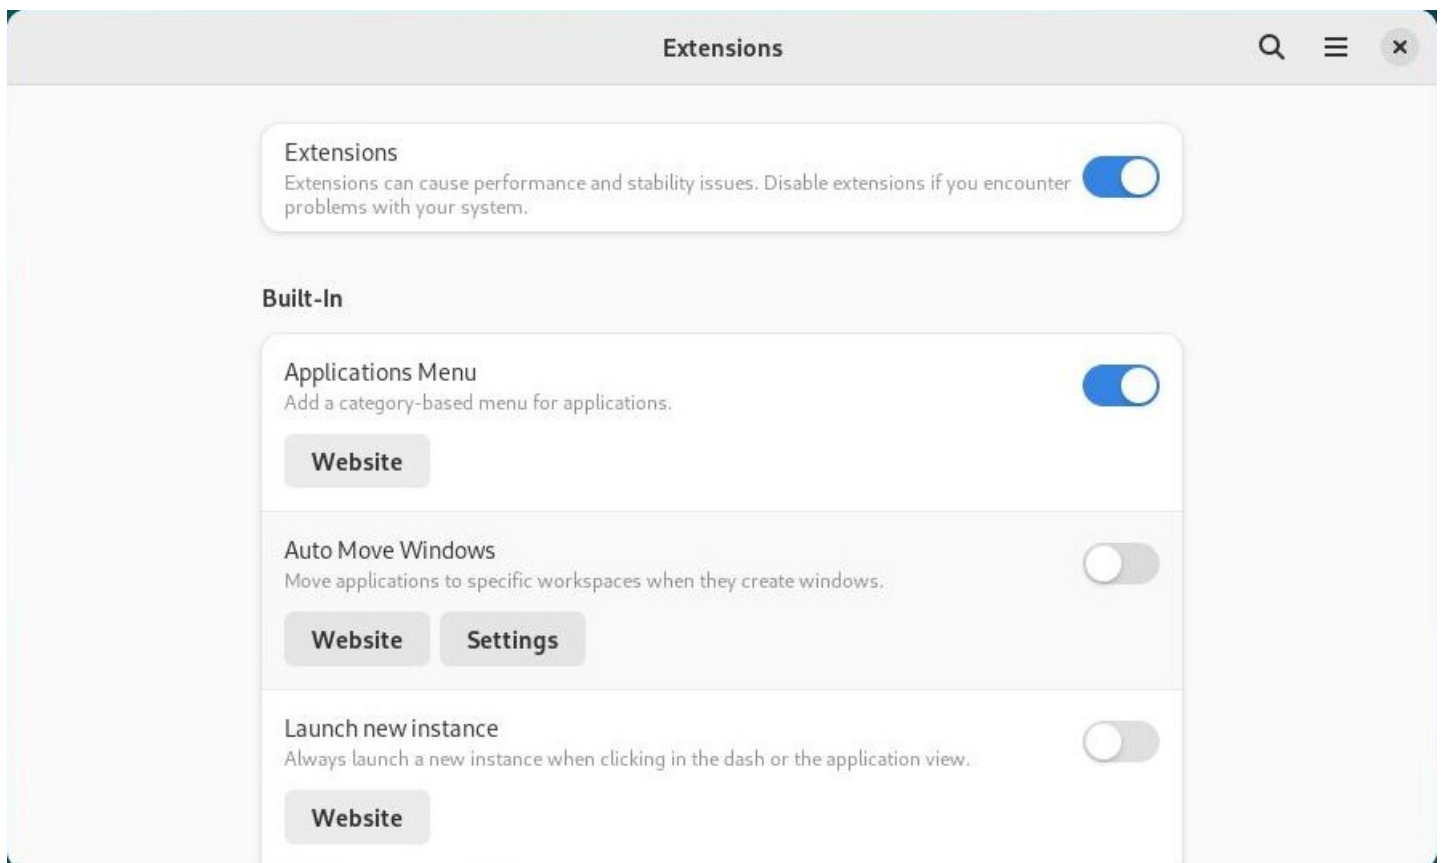 Extensions
Extensions
Extensions can cause performance and stability issues. Disable extensions if you encounter
problems with your system.
Built-In
Applications Menu
Add a category-based menu for applications.
Website
Auto Move Windows
Move applications to specific workspaces when they create windows.
Website Settings
Launch new instance
Always launch a new instance when clicking in the dash or the application view.
Website